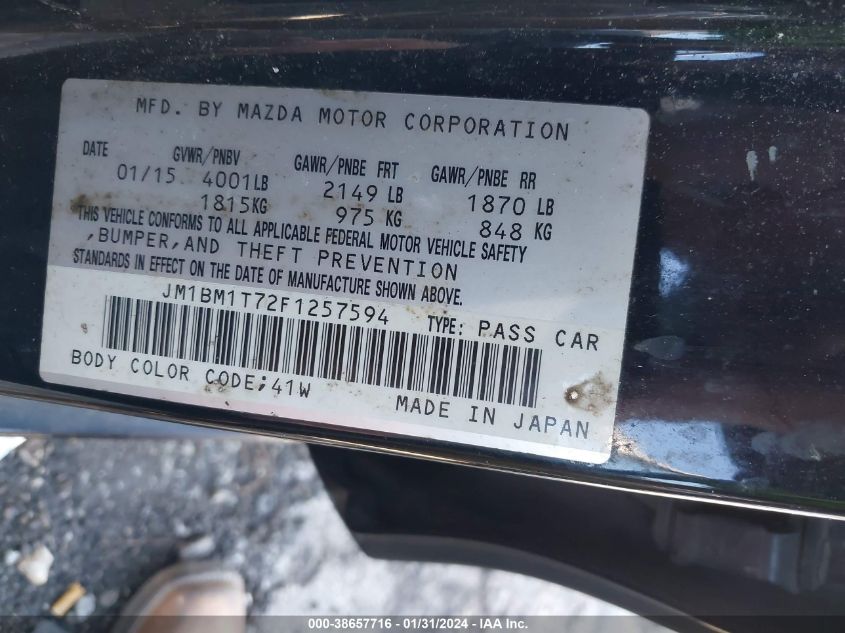 MFD. BY MAZDA MOTOR CORPORATION
DATE GVWR/PNBV GAWR/PNBE FRT GAWR/PNBE RR
01/15 4001LB 2149 LB 1870 LB
1815KG 975 KG 848 KG
THIS VEHICLE CONFORMS TO ALL APPLICABLE FEDERAL MOTOR VEHICLE SAFETY
,BUMPER,AND THEFT PREVENTION
STANDARDS IN EFFECT ON THE DATE OF MANUFACTURE SHOWN ABOVE.
JM1BM1T72F1257594 TYPE: PASS CAR
BODY COLOR CODE;41W
MADE IN JAPAN
000-38657716 - 01/31/2024 - IAA Inc.